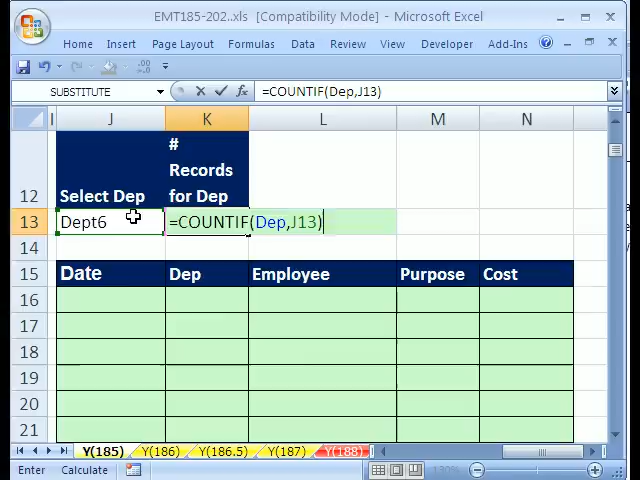 EMT185-202..xls [Compatibility Mode] - Microsoft Excel
Home Insert Page Layout Formulas Data Review View Developer Add-Ins
SUBSTITUTE =COUNTIF(Dep,J13)
I J K L M N
#
Records
12 Select Dep for Dep
13 Dept6 =COUNTIF(Dep,J13)
14
15 Date Dep Employee Purpose Cost
16
17
18
19
20
21
Y(185) Y(186) Y(186.5) Y(187) Y(188)
Enter Calculate 130%